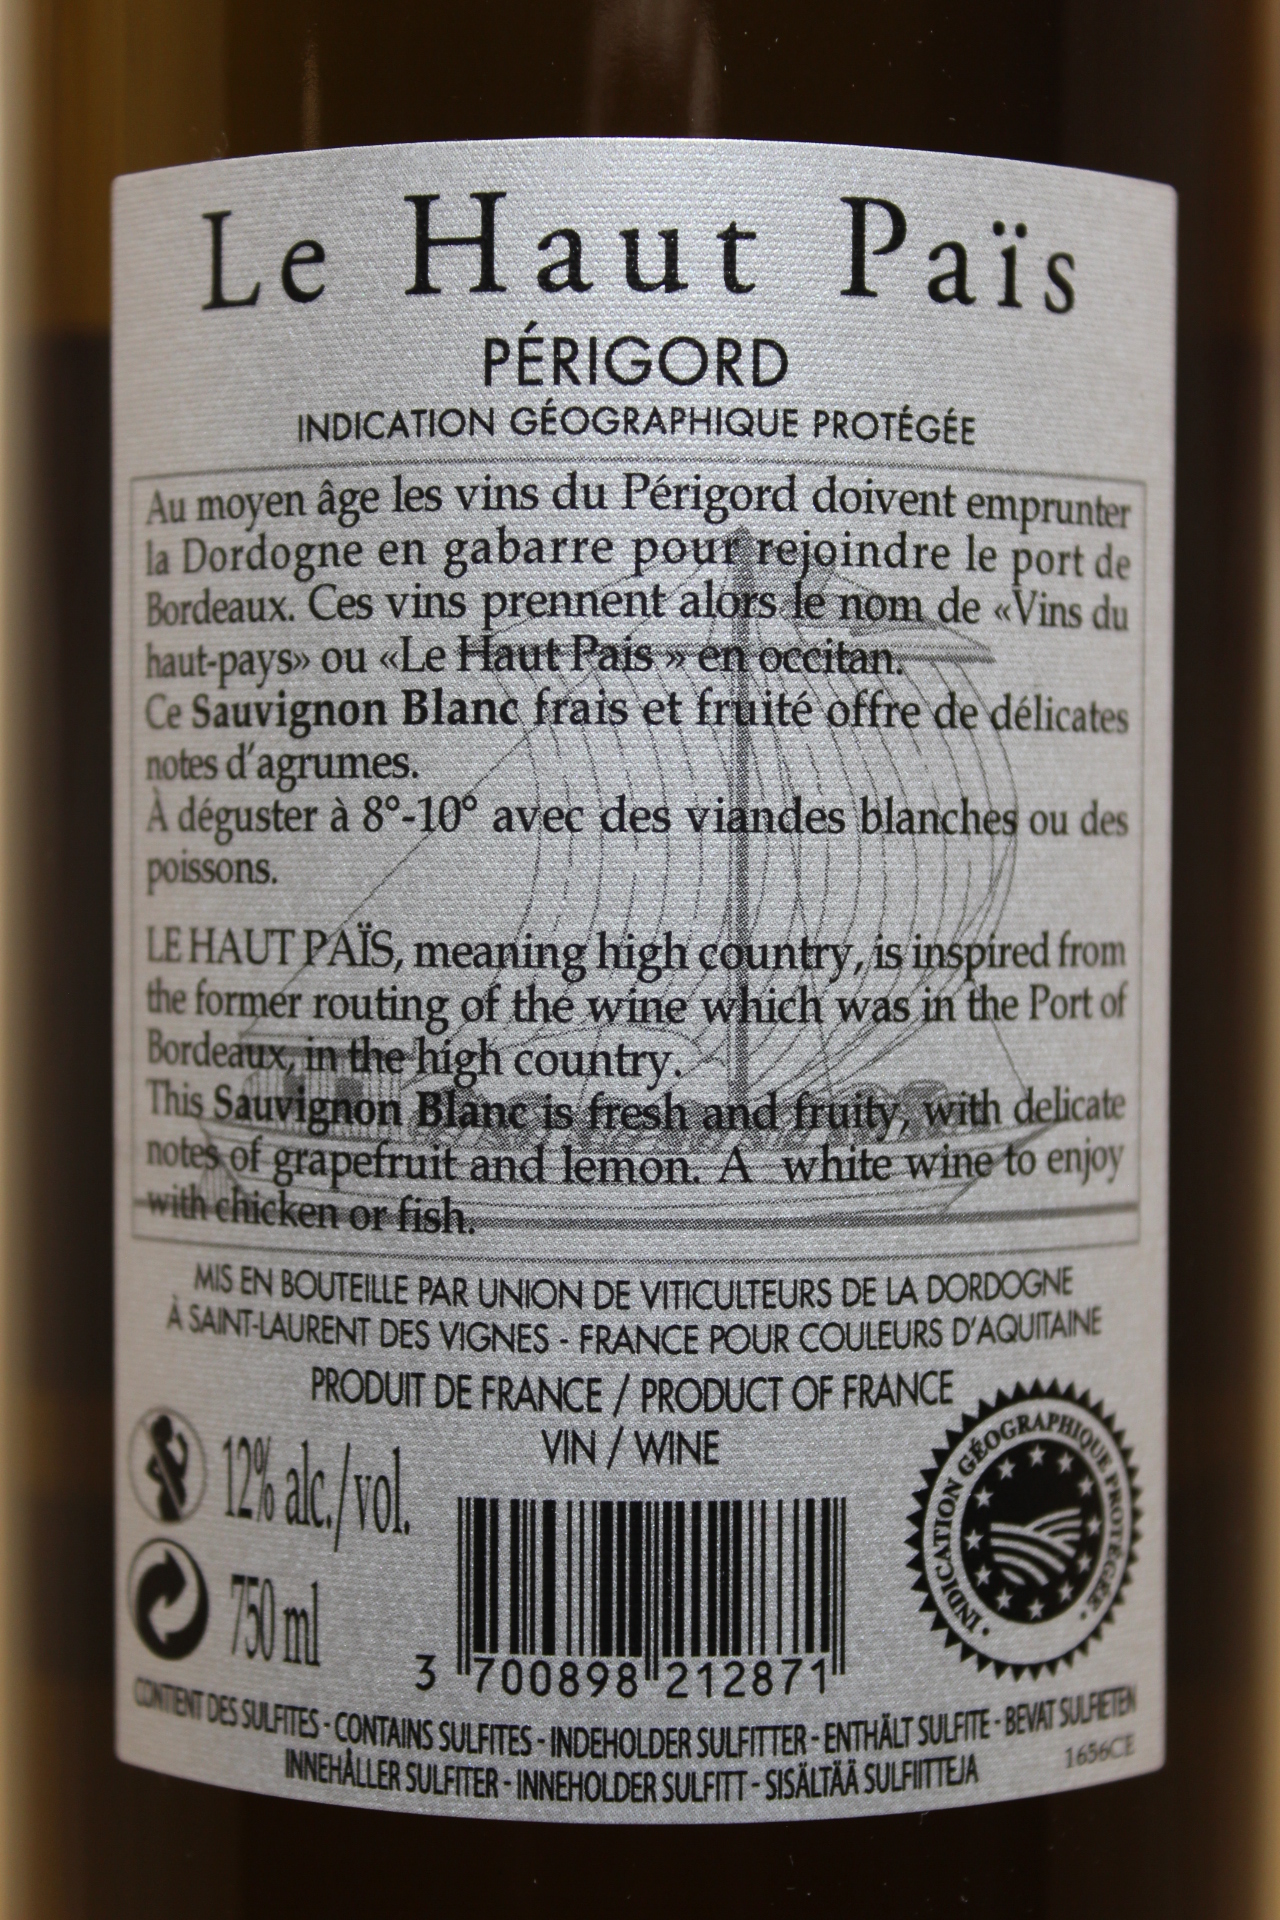 Le Haut Païs
PÉRIGORD
INDICATION GÉOGRAPHIQUE PROTÉGÉE
Au moyen âge les vins du Périgord doivent emprunter
la Dordogne en gabarre pour rejoindre le port de
Bordeaux. Ces vins prennent alors le nom de «Vins du
haut-pays» ou «Le Haut Pais » en occitan.
Ce Sauvignon Blanc frais et fruité offre de délicates
notes d'agrumes.
À déguster à 8°-10° avec des viandes blanches ou des
poissons.
LE HAUT PAÏS, meaning high country, is inspired from
the former routing of the wine which was in the Port of
Bordeaux, in the high country.
This Sauvignon Blanc is fresh and fruity, with delicate
notes of grapefruit and lemon. A white wine to enjoy
with chicken or fish.
MIS EN BOUTEILLE PAR UNION DE VITICULTEURS DE LA DORDOGNE
À SAINT-LAURENT DES VIGNES - FRANCE POUR COULEURS D'AQUITAINE
PRODUIT DE FRANCE / PRODUCT OF FRANCE
VIN / WINE
12% alc./vol.
750 ml
3 700898 212871
INDICATION GÉOGRAPHIQUE PROTÉGÉE
CONTIENT DES SULFITES - CONTAINS SULFITES - INDEHOLDER SULFITTER - ENTHÄLT SULFITE - BEVAT SULFIETEN
INNEHÅLLER SULFITER - INNEHOLDER SULFITT - SISÄLTÄÄ SULFIITTEJA
1656CE